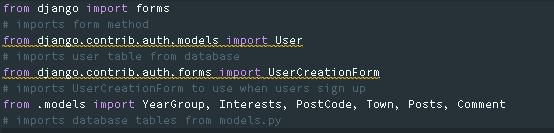 from django import forms
# imports form method
from django.contrib.auth.models import User
# imports user table from database
from django.contrib.auth.forms import UserCreationForm
# imports UserCreationForm to use when users sign up
from .models import YearGroup, Interests, PostCode, Town, Posts, Comment
# imports database tables from models.py